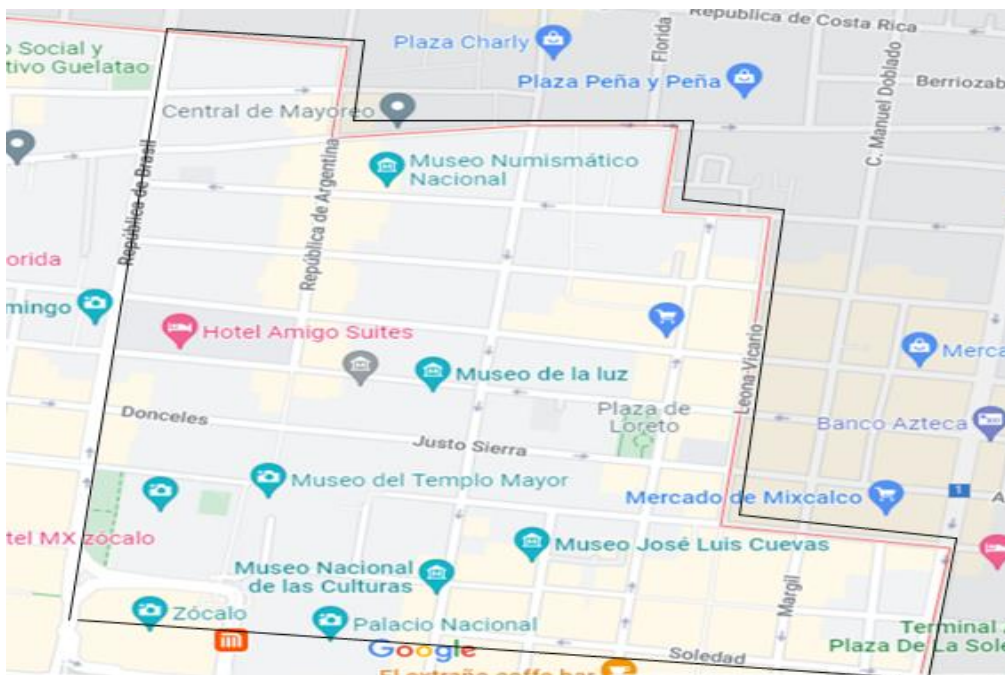 República de Costa Rica
Plaza Charly
Florida
o Social y
tivo Guelatao
Plaza Peña y Peña
C. Manuel Doblado
Berriozab
Central de Mayoreo
República de Brasil
República de Argentina
Museo Numismático
Nacional
orida
mingo
Hotel Amigo Suites
Leona Vicario
Merca
Museo de la luz
Donceles
Plaza de
Loreto
Banco Azteca
Justo Sierra
Museo del Templo Mayor
Mercado de Mixcalco
1
A
tel MX zócalo
Museo José Luis Cuevas
Museo Nacional
de las Culturas
Margil
Zócalo
Palacio Nacional
Terminal
Plaza De La Sole
Google
Soledad
El extraño coffe bar